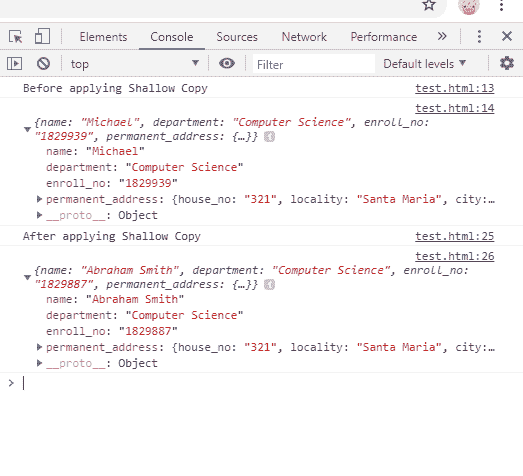 Elements Console Sources Network Performance »
top Filter Default levels
Before applying Shallow Copy test.html:13
test.html:14
{name: "Michael", department: "Computer Science", enroll_no:
"1829939", permanent_address: {…}}
name: "Michael"
department: "Computer Science"
enroll_no: "1829939"
permanent_address: {house_no: "321", locality: "Santa Maria", city:…
__proto__: Object
After applying Shallow Copy test.html:25
test.html:26
{name: "Abraham Smith", department: "Computer Science", enroll_no:
"1829887", permanent_address: {…}}
name: "Abraham Smith"
department: "Computer Science"
enroll_no: "1829887"
permanent_address: {house_no: "321", locality: "Santa Maria", city:…
__proto__: Object
>